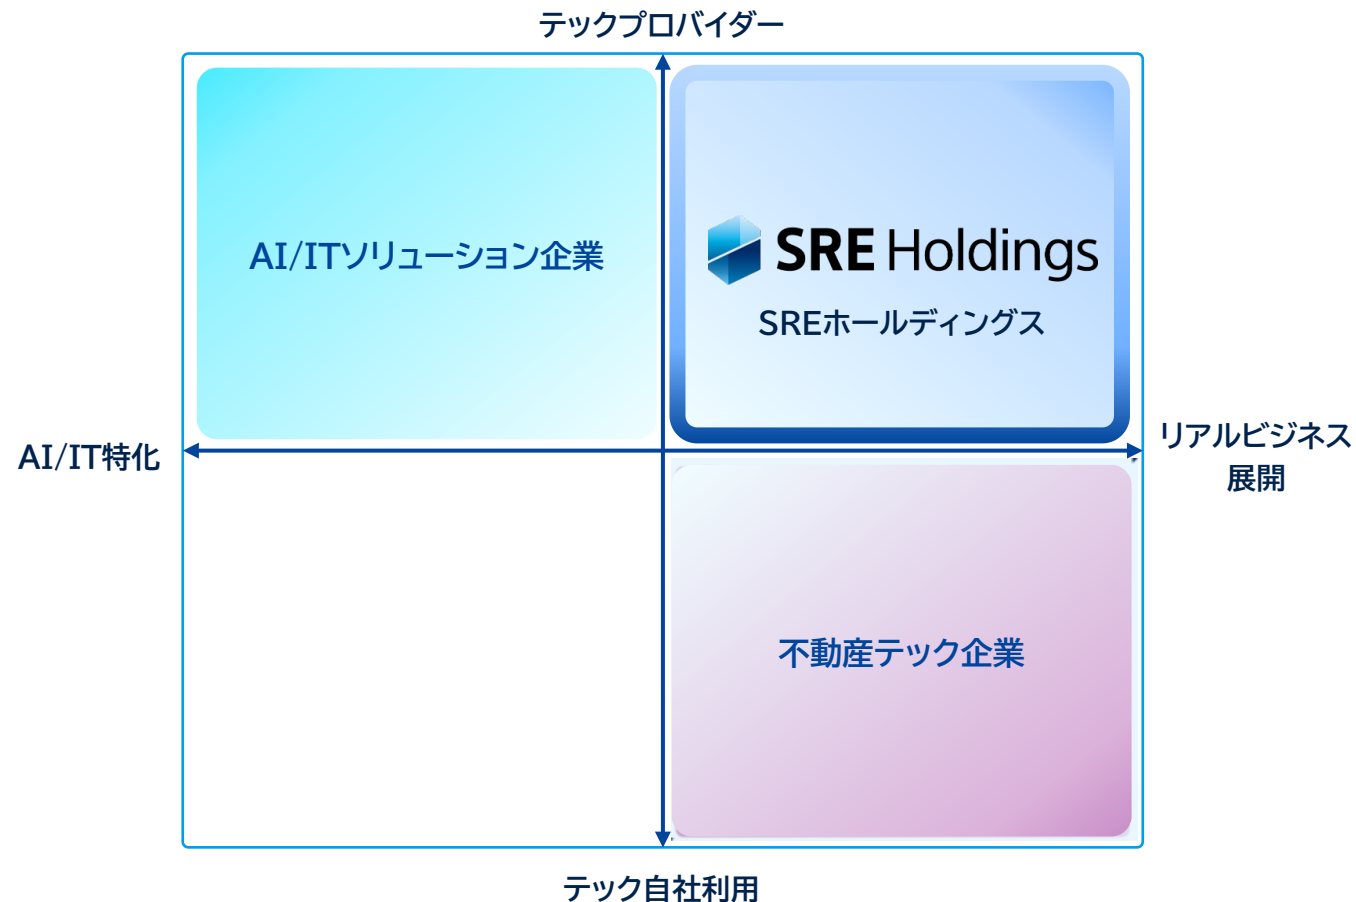 テックプロバイダー
AI/ITソリューション企業
SRE Holdings
SREホールディングス
AI/IT特化
リアルビジネス
展開
不動産テック企業
テック自社利用